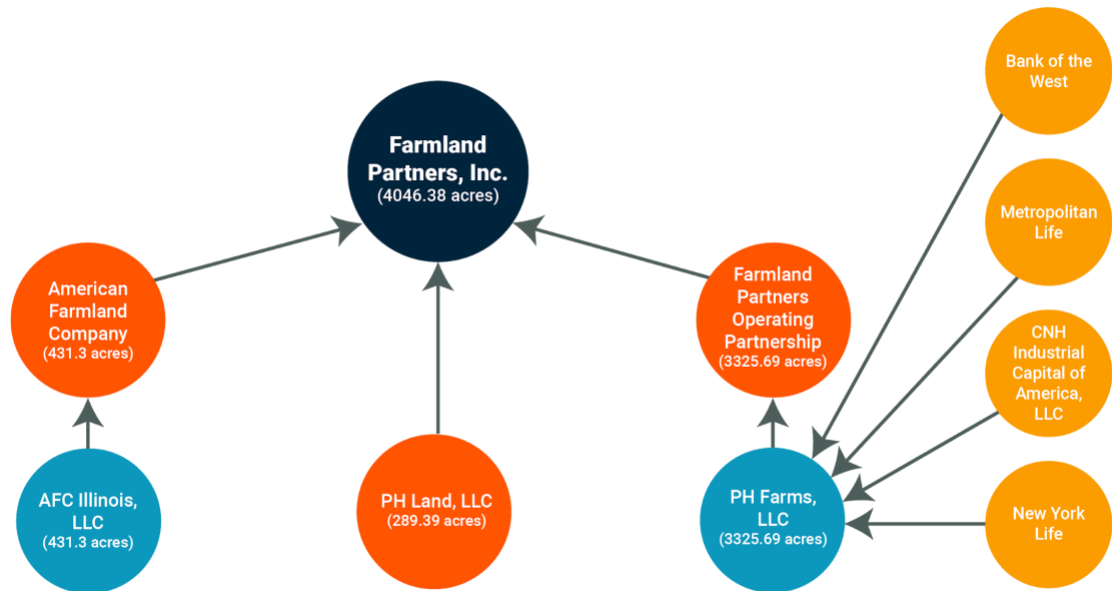 Farmland
Partners, Inc.
(4046.38 acres)
American
Farmland
Company
(431.3 acres)
Farmland
Partners
Operating
Partnership
(3325.69 acres)
AFC Illinois,
LLC
(431.3 acres)
PH Land, LLC
(289.39 acres)
PH Farms,
LLC
(3325.69 acres)
Bank of the
West
Metropolitan
Life
CNH
Industrial
Capital of
America,
LLC
New York
Life